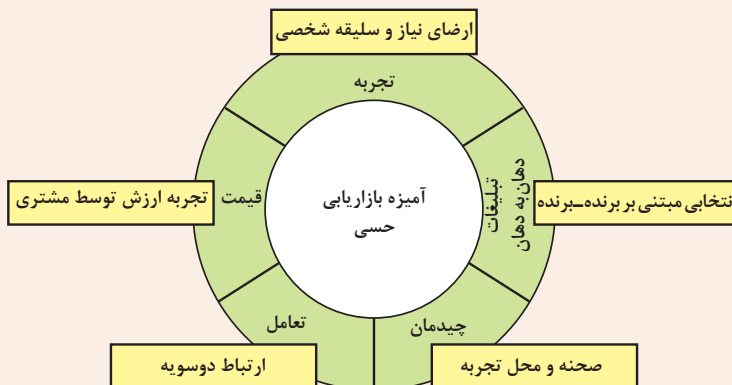 ارضای نیاز و سلیقه شخصی
تجربه
دهان به دهان
تبلیغات
نتخابی مبتنی بر برنده–برنده
آمیزه بازاریابی
حسی
قیمت
تجربه ارزش توسط مشتری
چیدمان
تعامل
صحنه و محل تجربه
ارتباط دوسویه